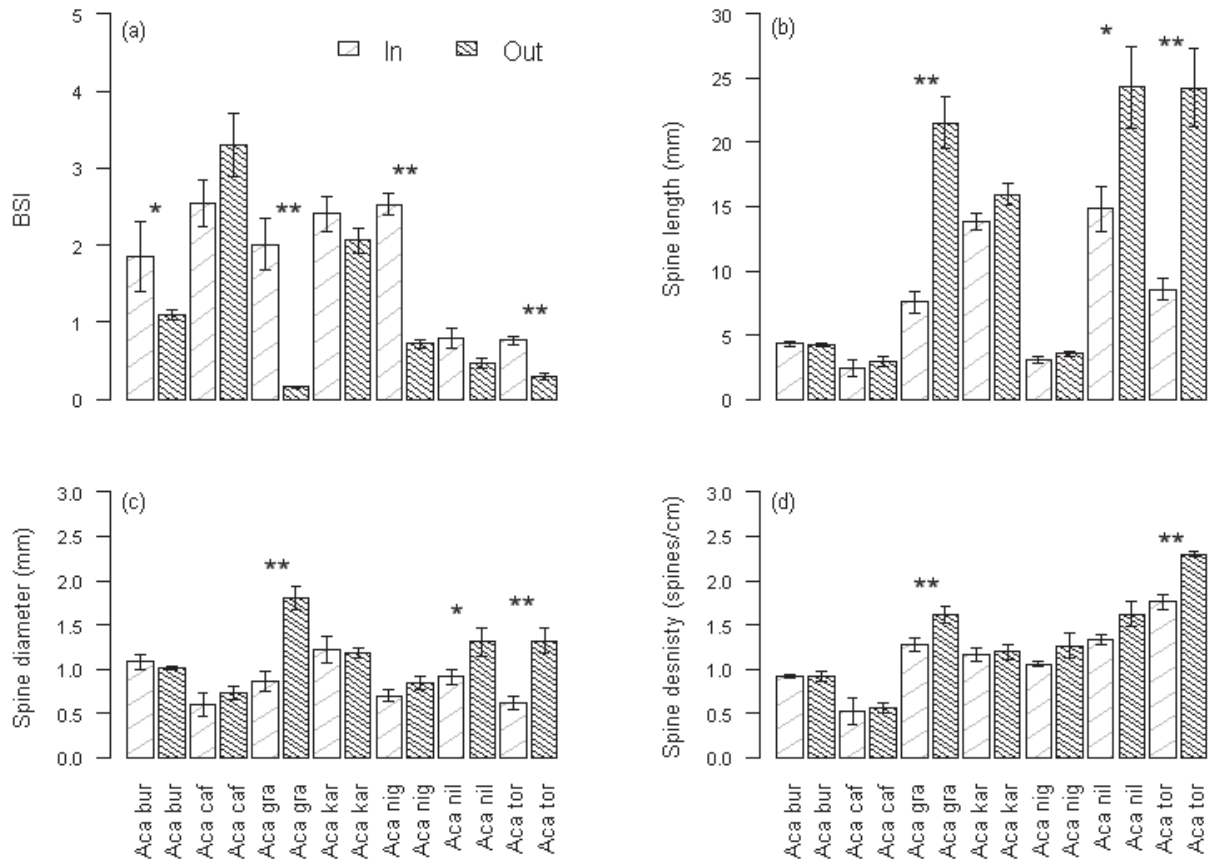 (a)
In Out
BSI
5
4
3
2
1
0
* ** ** **
(b)
Spine length (mm)
30
25
20
15
10
5
0
** * **
(c)
Spine diameter (mm)
3.0
2.5
2.0
1.5
1.0
0.5
0.0
** * **
Aca bur
Aca bur
Aca caf
Aca caf
Aca gra
Aca gra
Aca kar
Aca kar
Aca nig
Aca nig
Aca nil
Aca nil
Aca tor
Aca tor
(d)
Spine desnisty (spines/cm)
3.0
2.5
2.0
1.5
1.0
0.5
0.0
** **
Aca bur
Aca bur
Aca caf
Aca caf
Aca gra
Aca gra
Aca kar
Aca kar
Aca nig
Aca nig
Aca nil
Aca nil
Aca tor
Aca tor